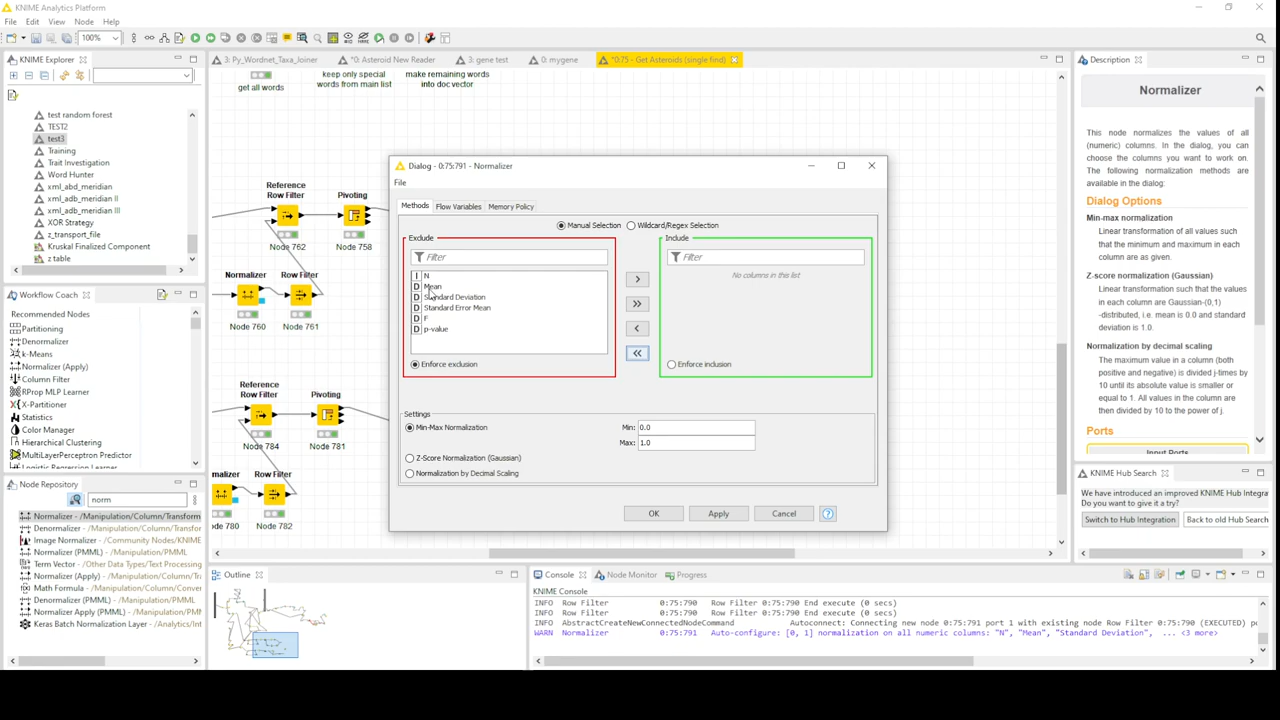 KNIME Analytics Platform
File Edit View Node Help
100%
KNIME Explorer
3: Py_Wordnet_Taxa_Joiner
*0: Asteroid New Reader
3: gene test
0: mygene
*0:75 - Get Asteroids (single find)
Description
test random forest
TEST2
test3
Training
Trait Investigation
Word Hunter
xml_abd_meridian
xml_adb_meridian II
xml_adb_meridian III
XOR Strategy
z_transport_file
Kruskal Finalized Component
z table
Workflow Coach
Recommended Nodes
Partitioning
Denormalizer
k-Means
Normalizer (Apply)
Column Filter
RProp MLP Learner
X-Partitioner
Statistics
Color Manager
Hierarchical Clustering
MultiLayerPerceptron Predictor
Logistic Regression Learner
Node Repository
norm
Normalizer - /Manipulation/Column/Transform
Denormalizer - /Manipulation/Column/Transfo
Image Normalizer - /Community Nodes/KNIME
Normalizer (PMML) - /Manipulation/PMML
Term Vector - /Other Data Types/Text Processing
Normalizer (Apply) - /Manipulation/Column/Tra
Math Formula - /Manipulation/Column/Conver
Denormalizer (PMML) - /Manipulation/PMML
Normalizer Apply (PMML) - /Manipulation/PM
Keras Batch Normalization Layer - /Analytics/Int
get all words
keep only special
words from main list
make remaining words
into doc vector
Reference
Row Filter
Pivoting
Node 762
Node 758
Normalizer
Row Filter
Node 760
Node 761
Reference
Row Filter
Pivoting
Node 784
Node 781
rmalizer
Row Filter
de 780
Node 782
Dialog - 0:75:791 - Normalizer
File
Methods
Flow Variables
Memory Policy
Manual Selection
Wildcard/Regex Selection
Exclude
Filter
I N
D Mean
D Standard Deviation
D Standard Error Mean
D F
D p-value
Enforce exclusion
>
>>
<
<<
Include
Filter
No columns in this list
Enforce inclusion
Settings
Min-Max Normalization
Min: 0.0
Max: 1.0
Z-Score Normalization (Gaussian)
Normalization by Decimal Scaling
OK
Apply
Cancel
?
Normalizer
This node normalizes the values of all
(numeric) columns. In the dialog, you can
choose the columns you want to work on.
The following normalization methods are
available in the dialog:
Dialog Options
Min-max normalization
Linear transformation of all values such
that the minimum and maximum in each
column are as given.
Z-score normalization (Gaussian)
Linear transformation such that the values
in each column are Gaussian-(0,1)
-distributed, i.e. mean is 0.0 and standard
deviation is 1.0.
Normalization by decimal scaling
The maximum value in a column (both
positive and negative) is divided j-times by
10 until its absolute value is smaller or
equal to 1. All values in the column are
then divided by 10 to the power of j.
Ports
Input Ports
KNIME Hub Search
We have introduced an improved KNIME Hub Integra
Do you want to give it a try?
Switch to Hub Integration
Back to old Hub Search
Outline
Console
Node Monitor
Progress
KNIME Console
INFO Row Filter 0:75:790 Row Filter 0:75:790 End execute (0 secs)
INFO Row Filter 0:75:790 Row Filter 0:75:790 End execute (0 secs)
INFO AbstractCreateNewConnectedNodeCommand Autoconnect: Connecting new node 0:75:791 port 1 with existing node Row Filter 0:75:790 (EXECUTED) po
WARN Normalizer 0:75:791 Auto-configure: [0, 1] normalization on all numeric columns: "N", "Mean", "Standard Deviation", ... <3 more>